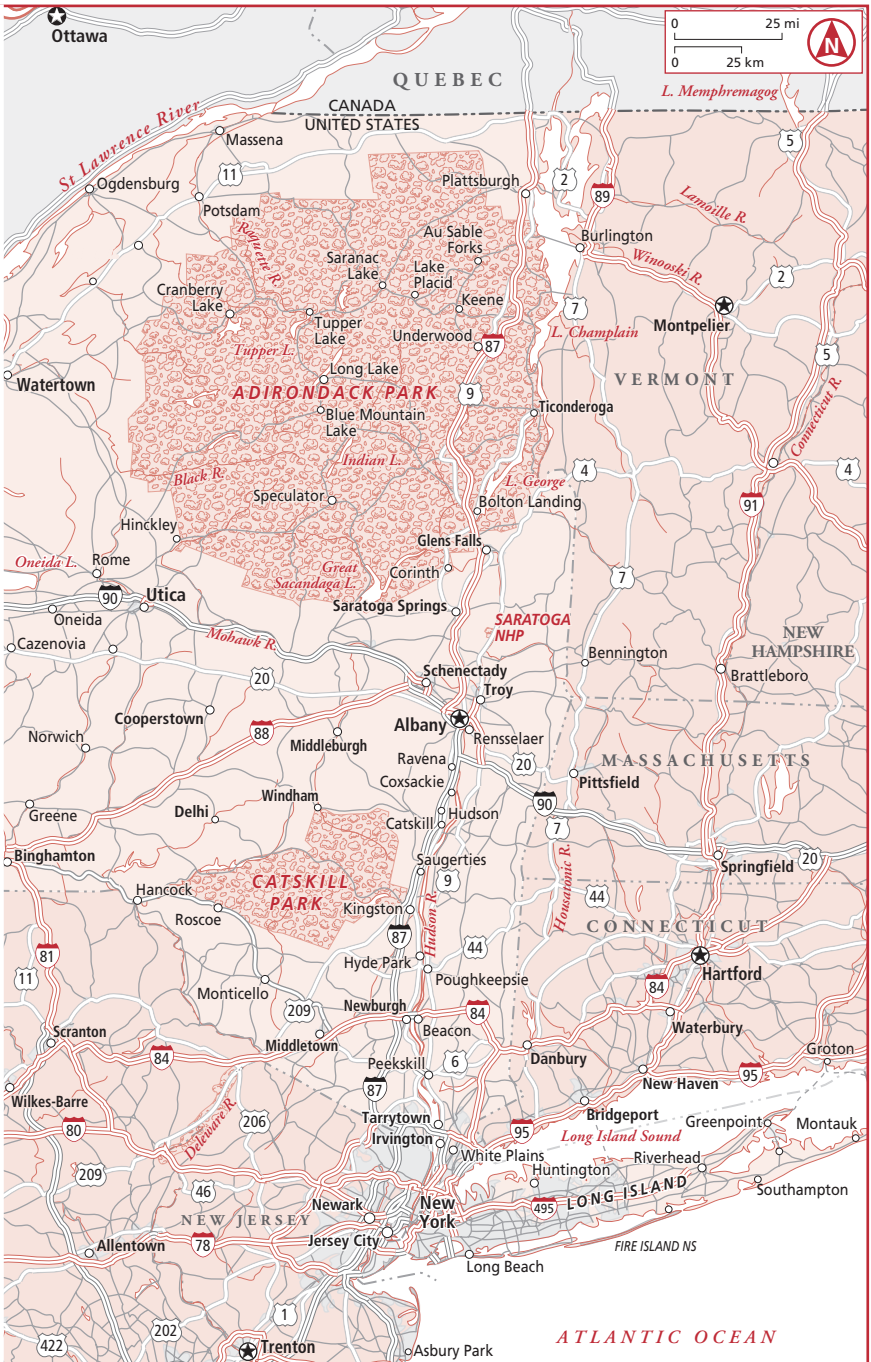 Ottawa
0 25 mi
0 25 km
N
QUEBEC
L. Memphremagog
CANADA
UNITED STATES
St Lawrence River
Massena
5
11
Plattsburgh
2
89
Ogdensburg
Potsdam
Lamoille R.
Raquette R.
Au Sable
Forks
Burlington
Saranac
Lake
Lake
Placid
Winooski R.
2
Cranberry
Lake
Keene
7
Tupper
Lake
Underwood
87
L. Champlain
Montpelier
Tupper L.
5
Watertown
Long Lake
VERMONT
ADIRONDACK PARK
9
Connecticut R.
Blue Mountain
Lake
Ticonderoga
Black R.
Indian L.
4
4
L. George
Speculator
Bolton Landing
91
Hinckley
Glens Falls
Oneida L.
Rome
Great
Sacandaga L.
Corinth
7
90
Utica
Saratoga Springs
Oneida
SARATOGA
NHP
Mohawk R.
NEW
HAMPSHIRE
Cazenovia
Bennington
20
Schenectady
Brattleboro
Troy
Cooperstown
Albany
88
Rensselaer
Norwich
Middleburgh
Ravena
20
MASSACHUSETTS
Coxsackie
Pittsfield
Windham
90
Greene
Delhi
Hudson
Catskill
7
Binghamton
Saugerties
Springfield
20
CATSKILL
PARK
9
Hancock
Housatonic R.
44
Roscoe
Kingston
Hudson R.
CONNECTICUT
87
44
81
Hyde Park
Hartford
11
Poughkeepsie
84
Monticello
209
Newburgh
84
Beacon
Waterbury
Scranton
Middletown
84
Danbury
Groton
Peekskill
6
95
87
New Haven
Wilkes-Barre
Deleware R.
206
Bridgeport
Tarrytown
95
Greenpoint
Montauk
80
Irvington
Long Island Sound
White Plains
Riverhead
209
Huntington
46
Newark
New
York
495
LONG ISLAND
Southampton
NEW JERSEY
Jersey City
Allentown
78
FIRE ISLAND NS
Long Beach
1
202
422
Trenton
Asbury Park
ATLANTIC OCEAN